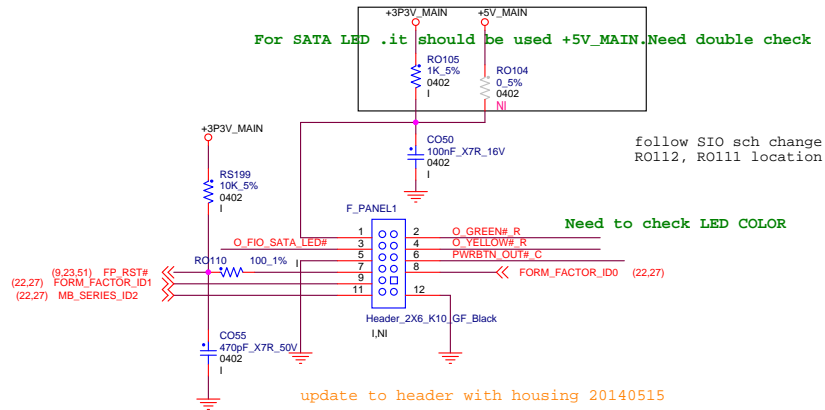 +3P3V_MAIN
+5V_MAIN
For SATA LED .it should be used +5V_MAIN.Need double check
RO105
1K_5%
0402
I
RO104
0_5%
0402
NI
+3P3V_MAIN
CO50
100nF_X7R_16V
0402
I
follow SIO sch change
RO112, RO111 location
RS199
10K_5%
0402
I
F_PANEL1
Need to check LED COLOR
1
2
O_GREEN#_R
O_FIO_SATA_LED#
3
4
O_YELLOW#_R
5
6
PWRBTN_OUT#_C
(9,23,51) FP_RST#
RO110
100_1%
I
7
8
FORM_FACTOR_ID0 (22,27)
(22,27) FORM_FACTOR_ID1
9
(22,27) MB_SERIES_ID2
11
12
Header_2X6_K10_GF_Black
I,NI
CO55
470pF_X7R_50V
0402
I
update to header with housing 20140515